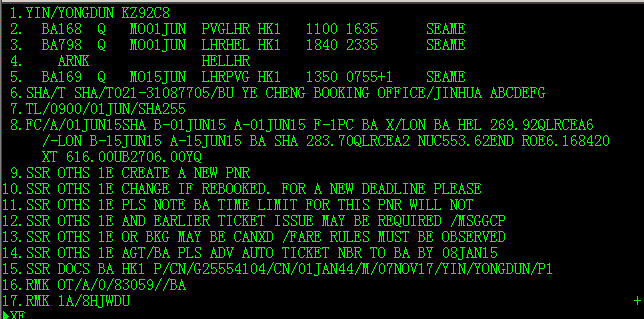 1.YIN/YONGDUN KZ92C8
2. BA168 Q MO01JUN PVGLHR HK1 1100 1635 SEAME
3. BA798 Q MO01JUN LHRHEL HK1 1840 2335 SEAME
4. ARNK HELLHR
5. BA169 Q MO15JUN LHRPVG HK1 1350 0755+1 SEAME
6.SHA/T SHA/T021-31087705/BU YE CHENG BOOKING OFFICE/JINHUA ABCDEFG
7.TL/0900/01JUN/SHA255
8.FC/A/01JUN15SHA B-01JUN15 A-01JUN15 F-1PC BA X/LON BA HEL 269.92QLRCEA6
/-LON B-15JUN15 A-15JUN15 BA SHA 283.70QLRCEA2 NUC553.62END ROE6.168420
XT 616.00UB2706.00YQ
9.SSR OTHS 1E CREATE A NEW PNR
10.SSR OTHS 1E CHANGE IF REBOOKED. FOR A NEW DEADLINE PLEASE
11.SSR OTHS 1E PLS NOTE BA TIME LIMIT FOR THIS PNR WILL NOT
12.SSR OTHS 1E AND EARLIER TICKET ISSUE MAY BE REQUIRED /MSGGCP
13.SSR OTHS 1E OR BKG MAY BE CANXD /FARE RULES MUST BE OBSERVED
14.SSR OTHS 1E AGT/BA PLS ADV AUTO TICKET NBR TO BA BY 08JAN15
15.SSR DOCS BA HK1 P/CN/G25554104/CN/01JAN44/M/07NOV17/YIN/YONGDUN/P1
16.RMK OT/A/0/83059//BA
17.RMK 1A/8HJWDU +